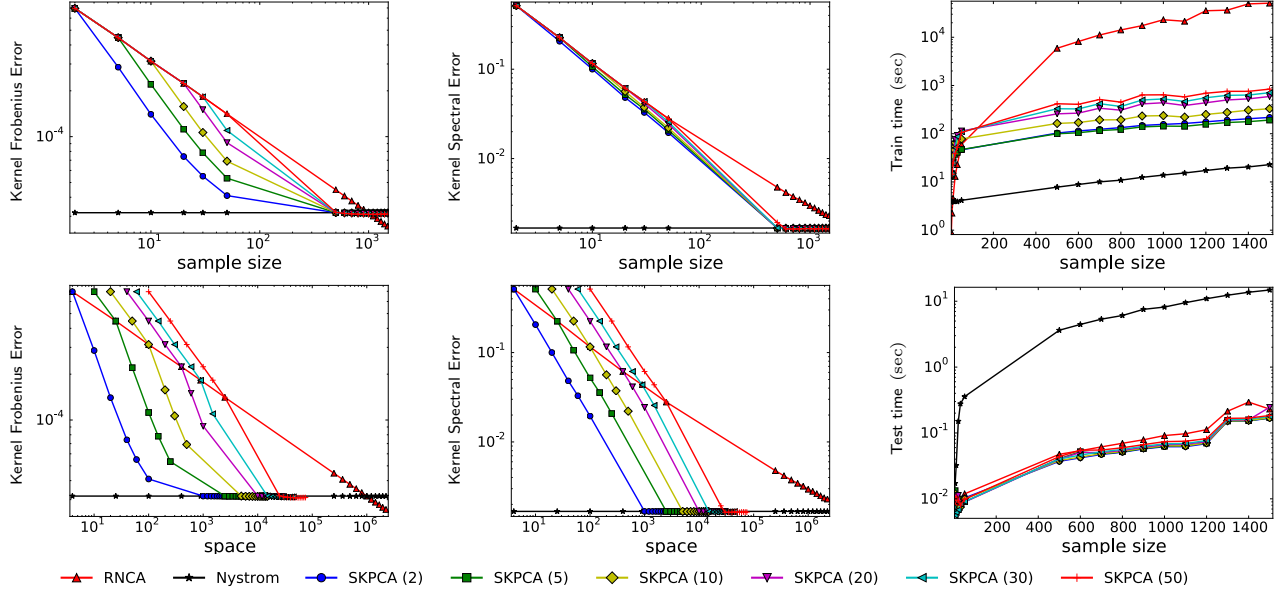 Kernel Frobenius Error
10^-4
10^1
10^2
10^3
sample size
Kernel Spectral Error
10^-1
10^-2
10^1
10^2
10^3
sample size
Train time (sec)
10^4
10^3
10^2
10^1
10^0
200 400 600 800 1000 1200 1400
sample size
Kernel Frobenius Error
10^-4
10^1 10^2 10^3 10^4 10^5 10^6
space
Kernel Spectral Error
10^-1
10^-2
10^1 10^2 10^3 10^4 10^5 10^6
space
Test time (sec)
10^1
10^0
10^-1
10^-2
200 400 600 800 1000 1200 1400
sample size
RNCA Nystrom SKPCA (2) SKPCA (5) SKPCA (10) SKPCA (20) SKPCA (30) SKPCA (50)